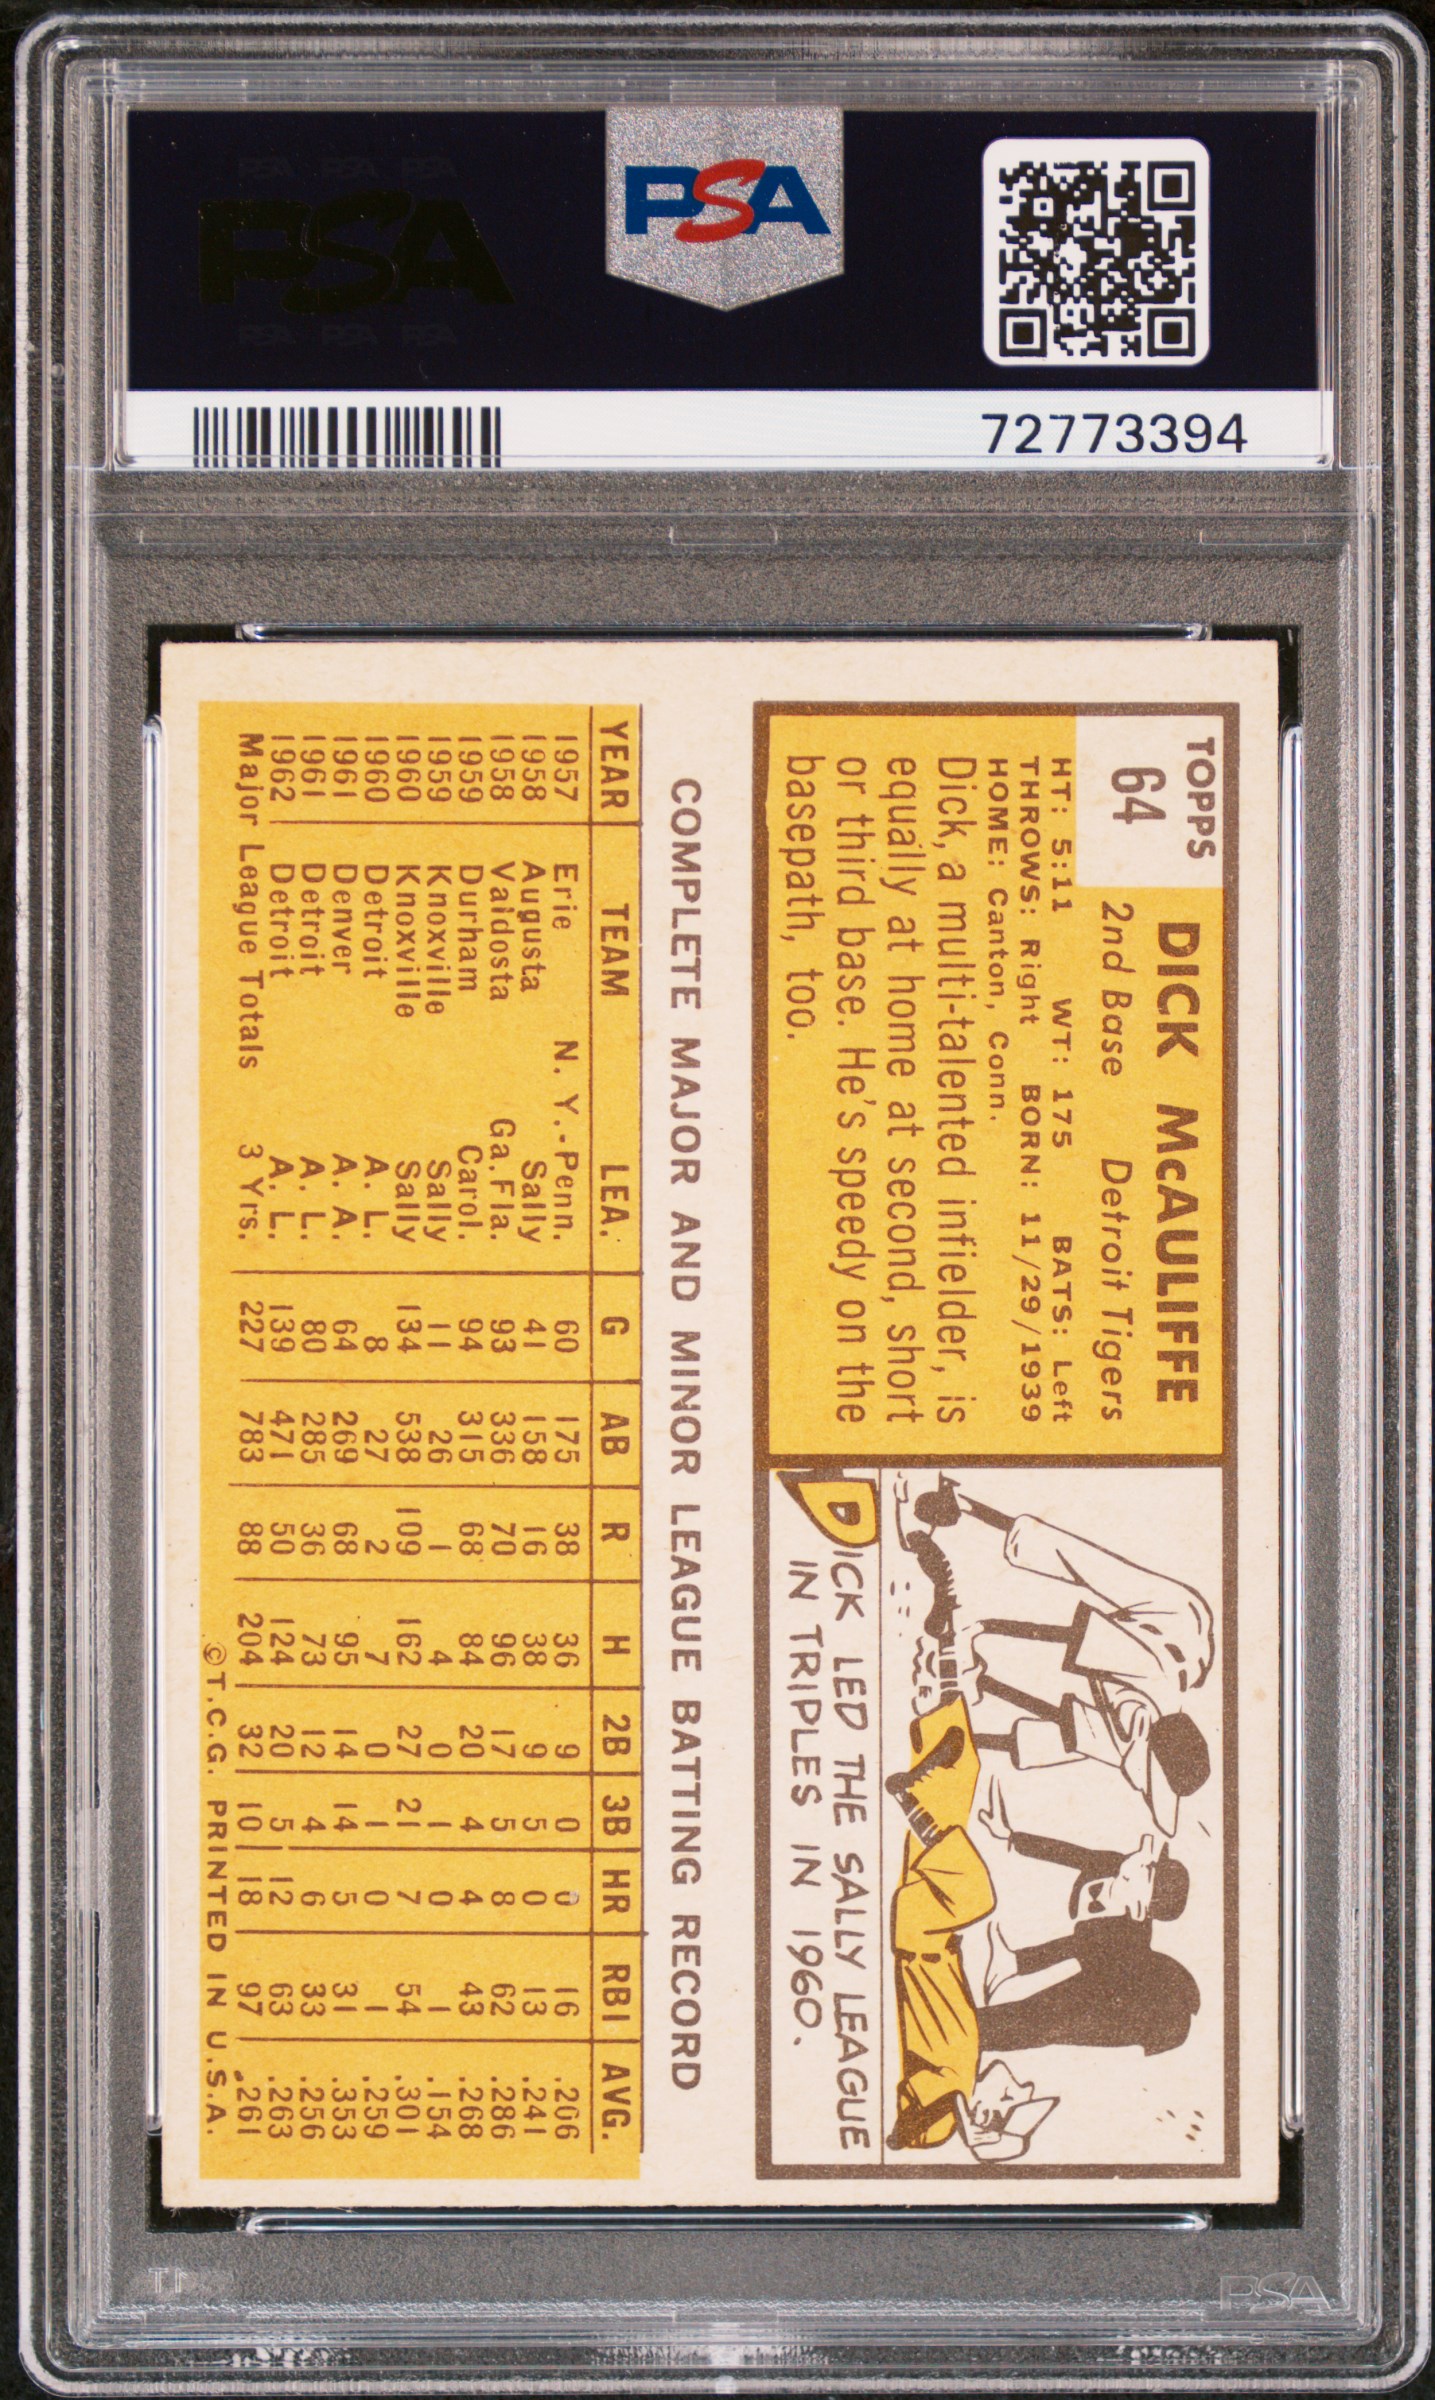 PSA PSA PSA
PSA
PSA PSA PSA
PSA
72773394
TOPPS
64
DICK McAULIFFE
2nd Base Detroit Tigers
HT: 5:11 WT: 175 BATS: Left
THROWS: Right BORN: 11/29/1939
HOME: Canton, Conn.
Dick, a multi-talented infielder, is
equally at home at second, short
or third base. He's speedy on the
basepath, too.
DICK LED THE SALLY LEAGUE
IN TRIPLES IN 1960.
COMPLETE MAJOR AND MINOR LEAGUE BATTING RECORD
YEAR TEAM LEA. G AB R H 2B 3B HR RBI AVG.
1957 Erie N. Y.-Penn. 60 175 38 36 9 0 0 16 .206
1958 Augusta Sally 41 158 16 38 9 5 0 13 .241
1958 Valdosta Ga. Fla. 93 336 70 96 17 5 8 62 .286
1959 Durham Carol. 94 315 68 84 20 4 4 43 .268
1959 Knoxville Sally 11 26 1 4 0 1 0 1 .154
1960 Knoxville Sally 134 538 109 162 27 21 7 54 .301
1960 Detroit A. L. 8 27 2 7 0 1 0 1 .259
1961 Denver A. A. 64 269 68 95 14 14 5 31 .353
1961 Detroit A. L. 80 285 36 73 12 4 6 33 .256
1962 Detroit A. L. 139 471 50 124 20 5 12 63 .263
Major League Totals 3 Yrs. 227 783 88 204 32 10 18 97 .261
©T.C.G. PRINTED IN U.S.A.
PSA